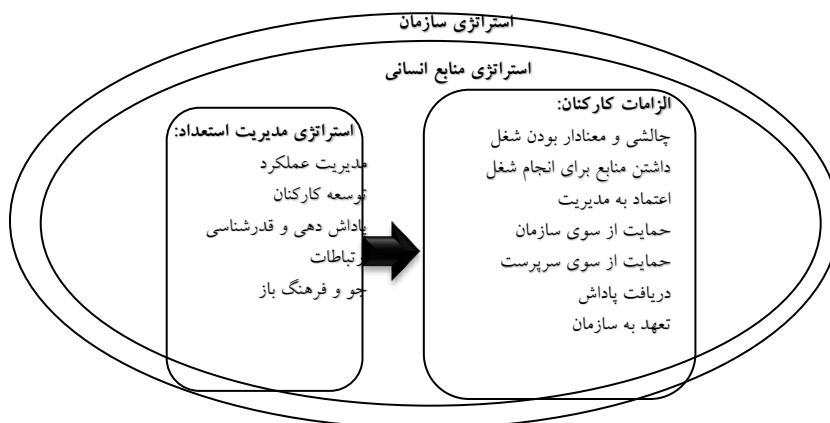 استراتژی سازمان
استراتژی منابع انسانی
الزامات کارکنان:
چالشی و معنادار بودن شغل
داشتن منابع برای انجام شغل
اعتماد به مدیریت
حمایت از سوی سازمان
حمایت از سوی سرپرست
دریافت پاداش
تعهد به سازمان
استراتژی مدیریت استعداد:
مدیریت عملکرد
توسعه کارکنان
پاداش دهی و قدرشناسی
ارتباطات
جو و فرهنگ باز